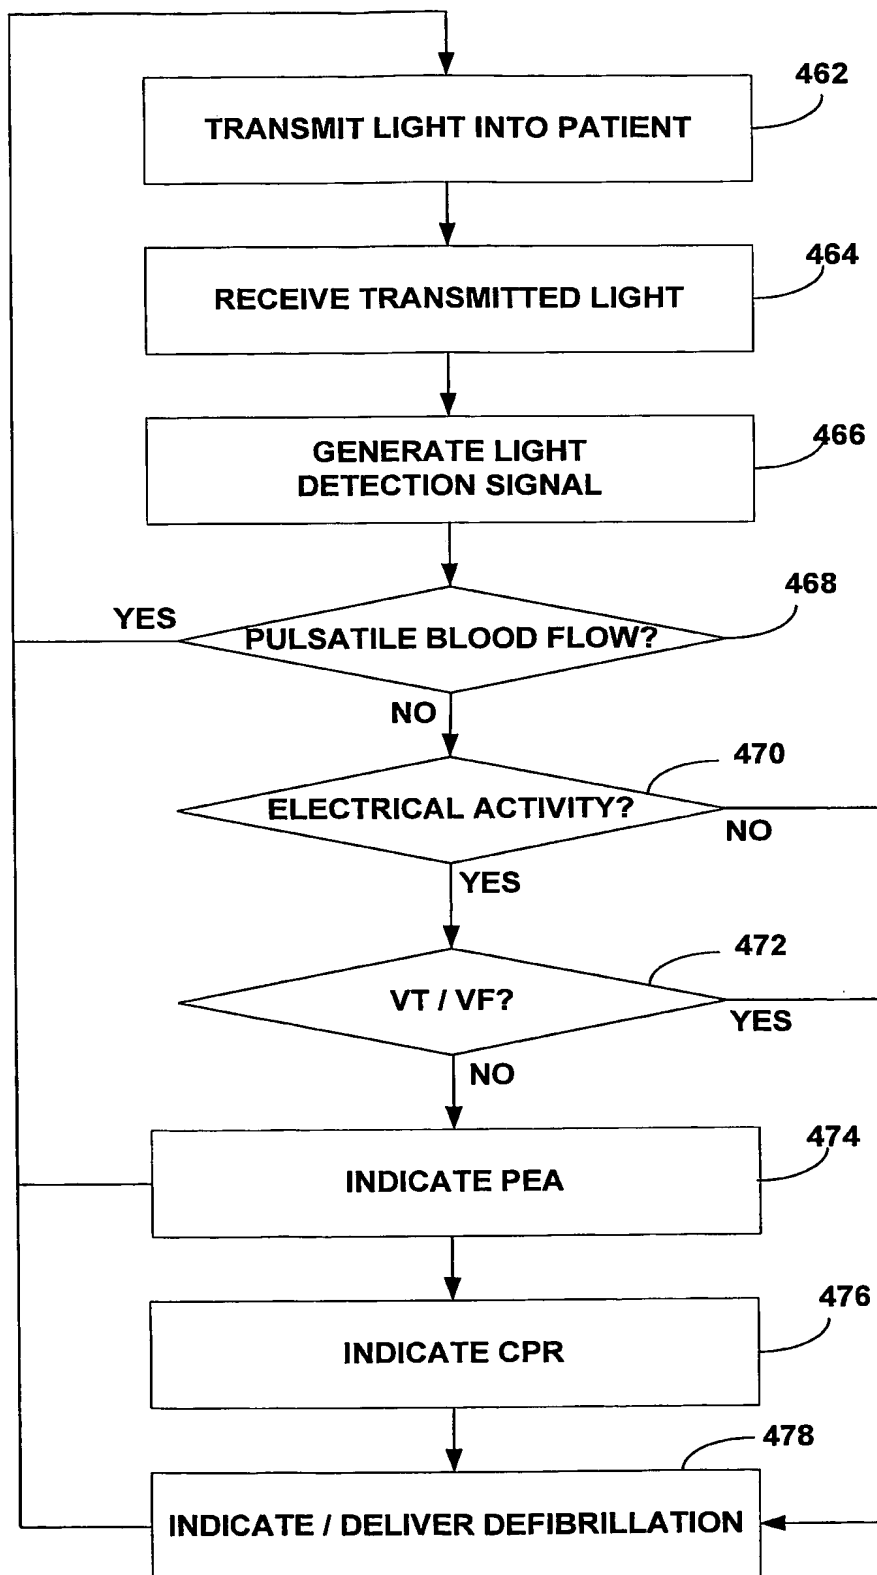 462
TRANSMIT LIGHT INTO PATIENT
464
RECEIVE TRANSMITTED LIGHT
466
GENERATE LIGHT
DETECTION SIGNAL
468
YES
PULSATILE BLOOD FLOW?
NO
470
ELECTRICAL ACTIVITY?
NO
YES
472
VT / VF?
YES
NO
474
INDICATE PEA
476
INDICATE CPR
478
INDICATE / DELIVER DEFIBRILLATION